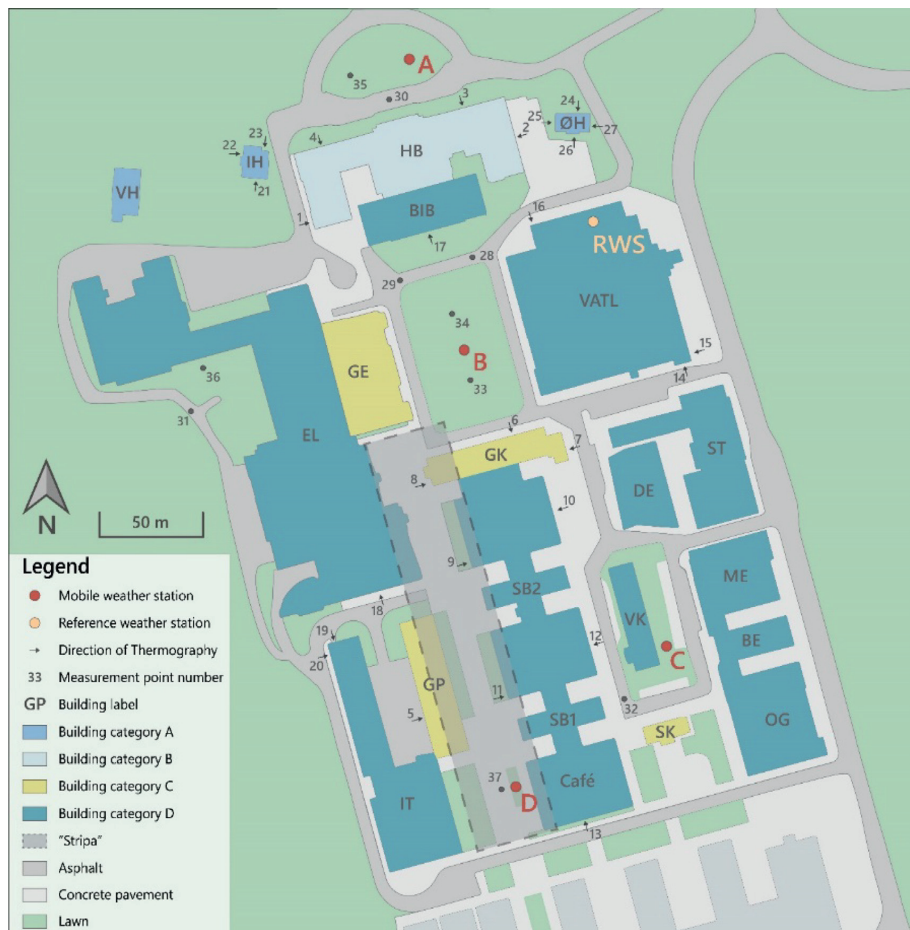 A
35
30
3
4
24
25
2
ØH
27
26
23
22
IH
21
HB
VH
BIB
1
16
17
RWS
28
29
VATL
34
B
33
15
14
36
31
GE
EL
6
7
GK
8
ST
DE
10
9
SB2
ME
VK
BE
C
12
18
19
20
GP
11
5
SB1
32
SK
OG
37
D
Café
IT
13
N
50 m
Legend
Mobile weather station
Reference weather station
Direction of Thermography
33 Measurement point number
GP Building label
Building category A
Building category B
Building category C
Building category D
"Stripa"
Asphalt
Concrete pavement
Lawn